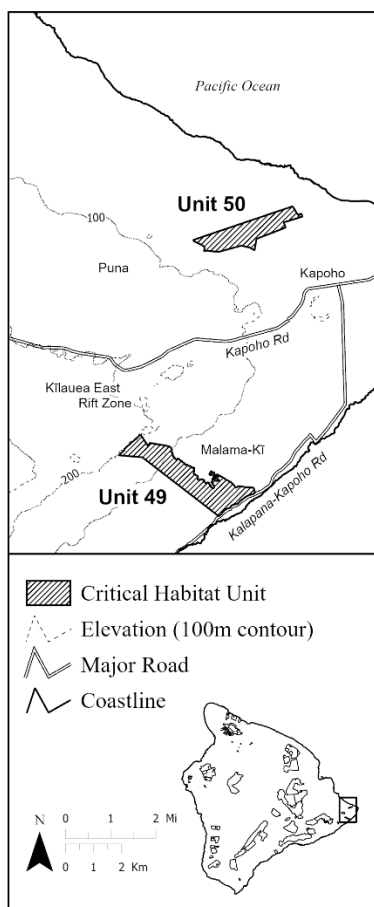 Pacific Ocean
Unit 50
100
Puna
Kapoho
Kapoho Rd
Kīlauea East
Rift Zone
Malama-Kī
200
Unit 49
Kalapana-Kapoho Rd
Critical Habitat Unit
Elevation (100m contour)
Major Road
Coastline
N
0 1 2 Mi
0 1 2 Km